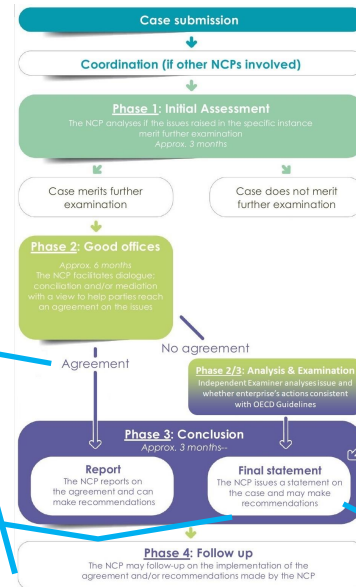 Case submission
Coordination (if other NCPs involved)
Phase 1: Initial Assessment
The NCP analyses if the issues raised in the specific instance
merit further examination
Approx. 3 months
Case merits further
examination
Case does not merit
further examination
Phase 2: Good offices
Approx. 6 months
The NCP facilitates dialogue:
conciliation and/or mediation
with a view to help parties reach
an agreement on the issues
Agreement
No agreement
Phase 2/3: Analysis & Examination
Independent Examiner analyses issue and
whether enterprise's actions consistent
with OECD Guidelines
Phase 3: Conclusion
Approx. 3 months--
Report
The NCP reports on
the agreement and can
make recommendations
Final statement
The NCP issues a statement on
the case and may make
recommendations
Phase 4: Follow up
The NCP may follow-up on the implementation of the
agreement and/or recommendations made by the NCP